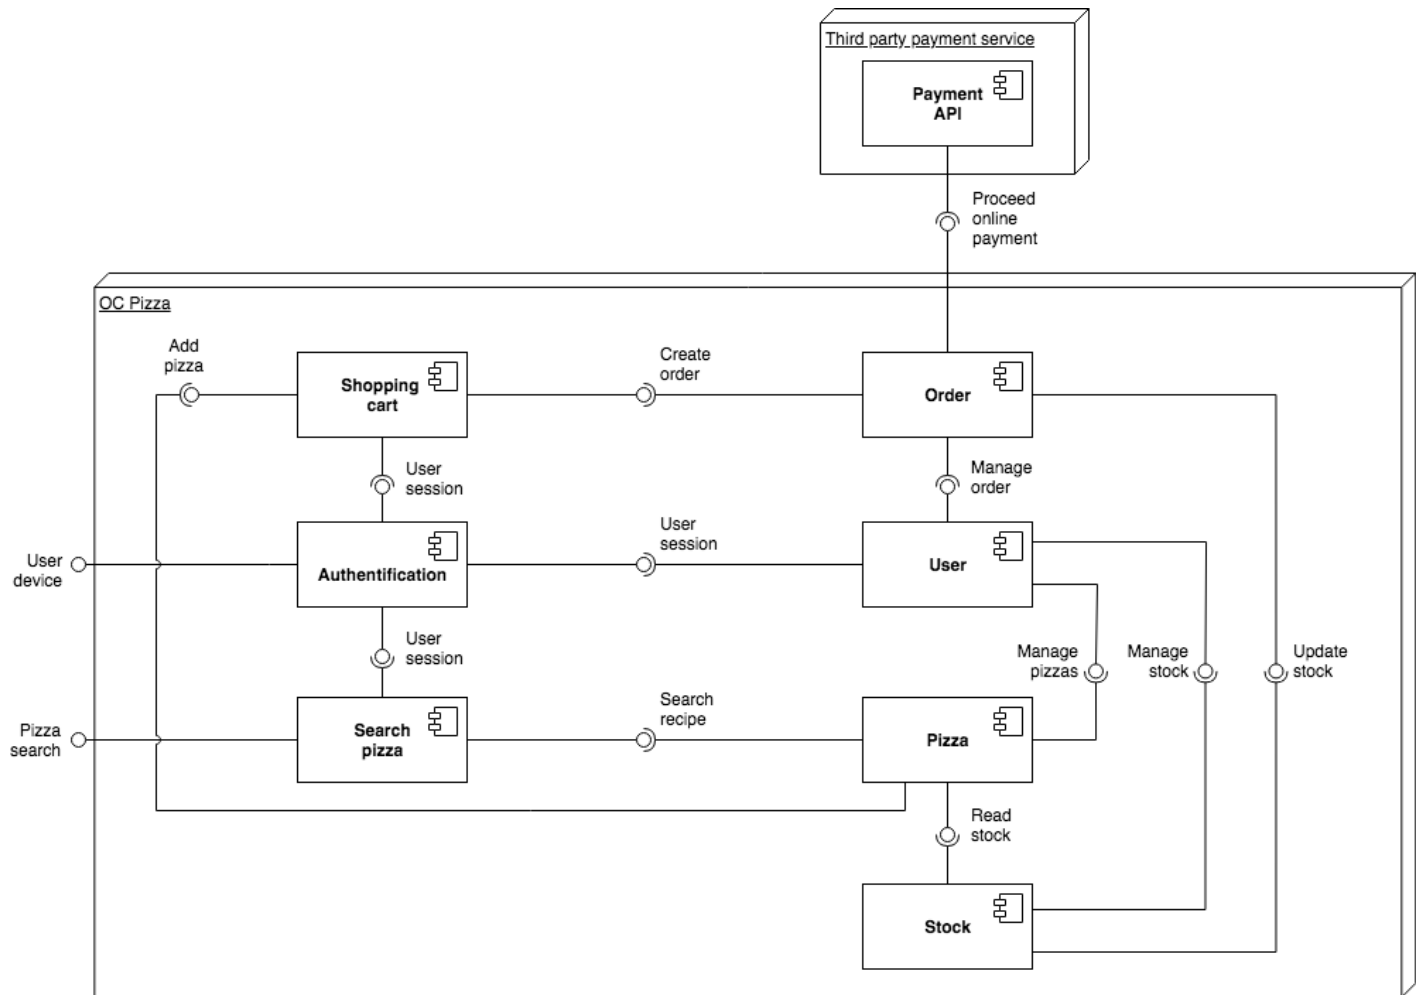 Third party payment service
Payment
API
Proceed
online
payment
OC Pizza
Add
pizza
Shopping
cart
Create
order
Order
User
session
Manage
order
User
device
Authentification
User
session
User
User
session
Manage
pizzas
Manage
stock
Update
stock
Pizza
search
Search
pizza
Search
recipe
Pizza
Read
stock
Stock